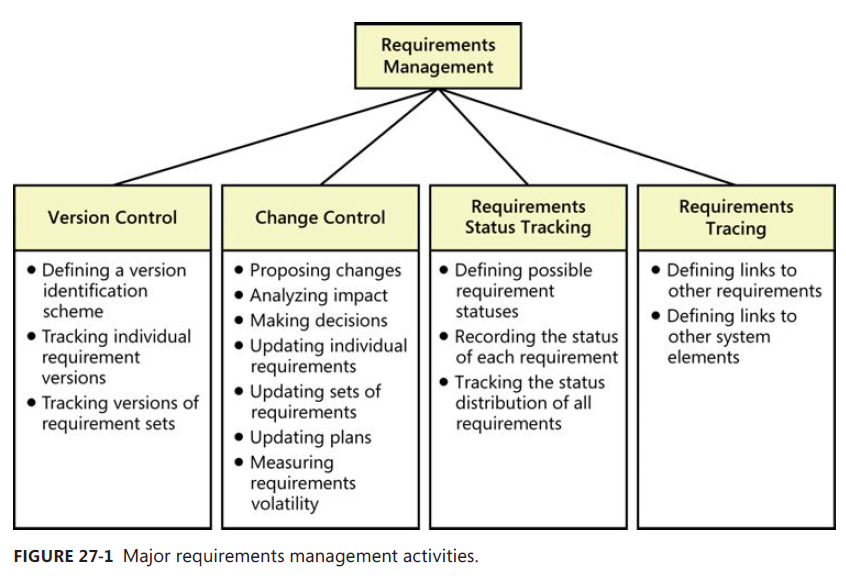 Requirements
Management
Version Control
● Defining a version
identification
scheme
● Tracking individual
requirement
versions
● Tracking versions of
requirement sets
Change Control
● Proposing changes
● Analyzing impact
● Making decisions
● Updating individual
requirements
● Updating sets of
requirements
● Updating plans
● Measuring
requirements
volatility
Requirements
Status Tracking
● Defining possible
requirement
statuses
● Recording the status
of each requirement
● Tracking the status
distribution of all
requirements
Requirements
Tracing
● Defining links to
other requirements
● Defining links to
other system
elements
FIGURE 27-1 Major requirements management activities.